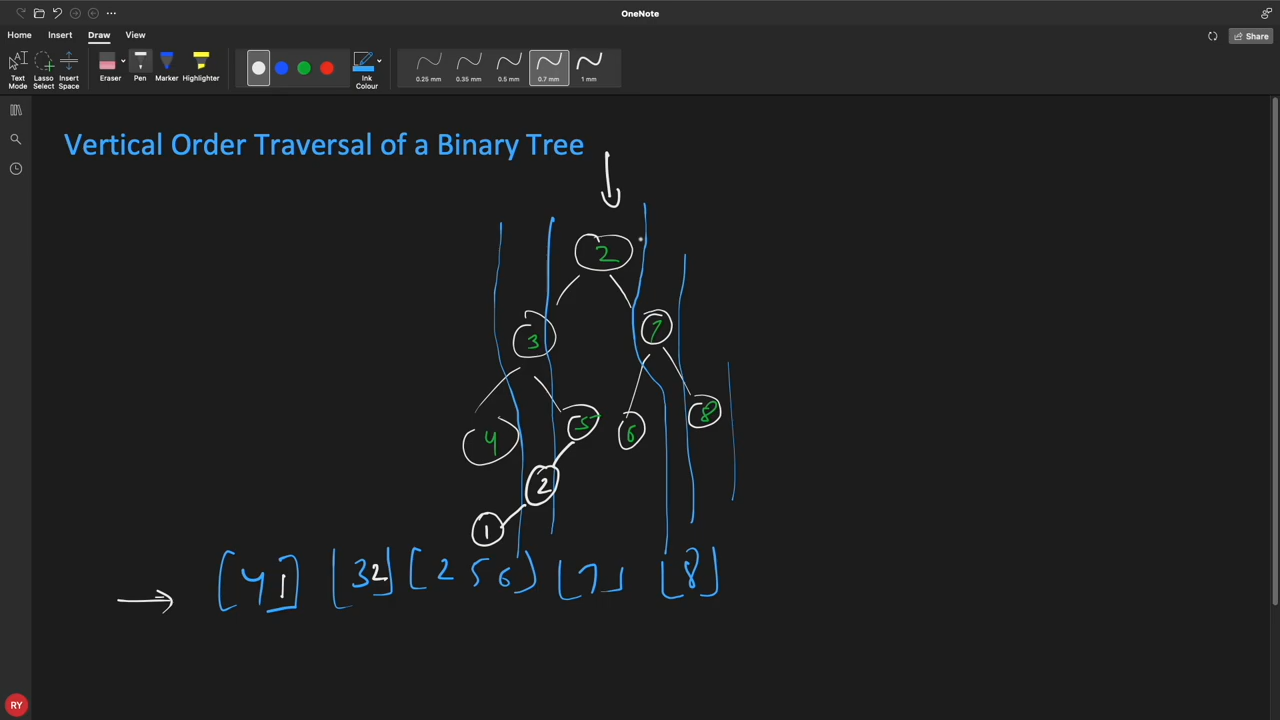 OneNote
Home Insert Draw View
Share
Text Mode
Lasso Select
Insert Space
Eraser
Pen
Marker
Highlighter
Ink Colour
0.25 mm
0.35 mm
0.5 mm
0.7 mm
1 mm
Vertical Order Traversal of a Binary Tree
2
3 7
4 5 6 8
2
1
[4 1] [3 2] [2 5 6] [7] [8]
RY